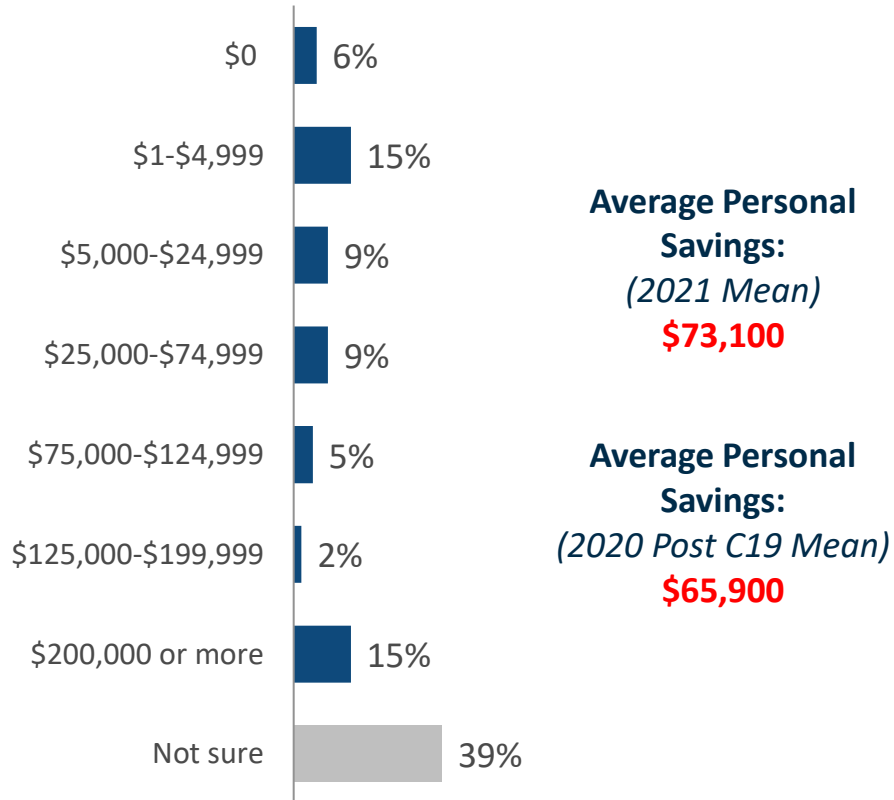 $0 6%
$1-$4,999 15%
$5,000-$24,999 9%
$25,000-$74,999 9%
$75,000-$124,999 5%
$125,000-$199,999 2%
$200,000 or more 15%
Not sure 39%
Average Personal
Savings:
(2021 Mean)
$73,100
Average Personal
Savings:
(2020 Post C19 Mean)
$65,900